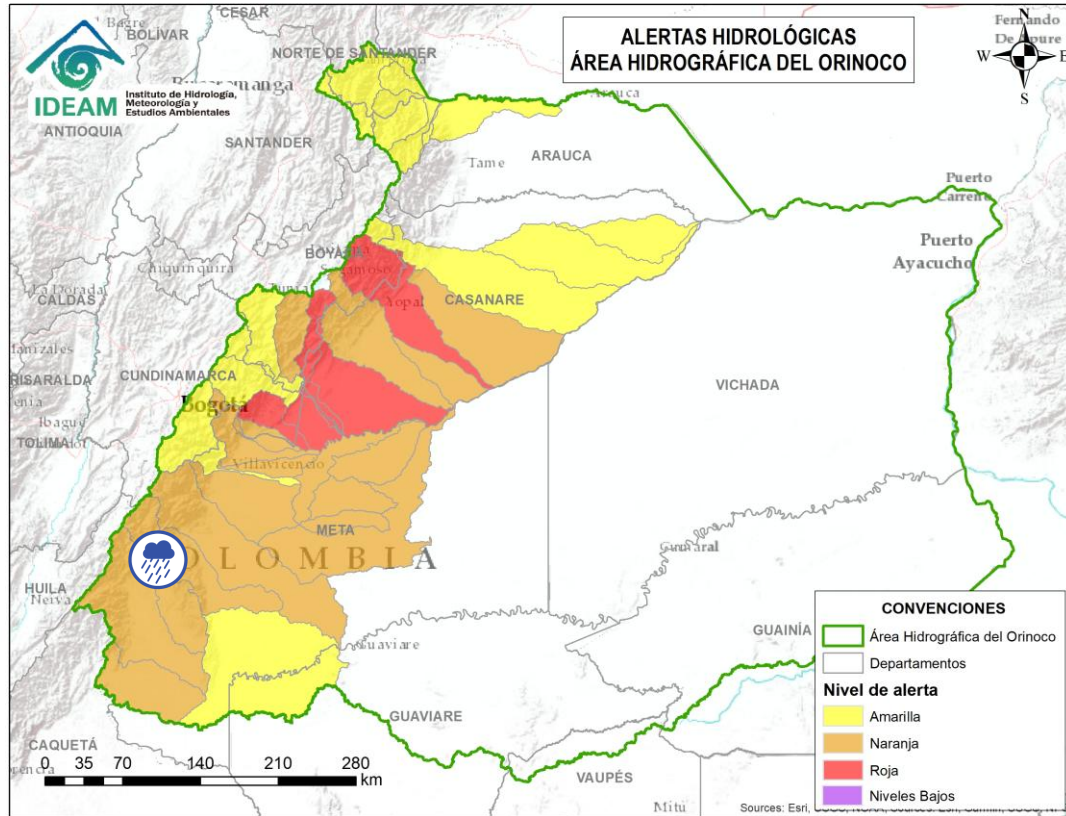 ALERTAS HIDROLÓGICAS
ÁREA HIDROGRÁFICA DEL ORINOCO
IDEAM
Instituto de Hidrología,
Meteorología y
Estudios Ambientales
N
W
E
S
CESAR
BOLÍVAR
NORTE DE SANTANDER
ANTIOQUIA
SANTANDER
Arauca
Tame
ARAUCA
Puerto
Carreño
Puerto
Ayacucho
BOYACÁ
Chiquinquira
La Dorada
CALDAS
Yopal
CASANARE
RISARALDA
CUNDINAMARCA
Bogotá
Ibagué
TOLIMA
VICHADA
Villavicencio
META
OLOMBIA
HUILA
Neiva
Guaviare
GUAINÍA
GUAVIARE
CAQUETÁ
VAUPÉS
Mitú
0 35 70 140 210 280
km
CONVENCIONES
Área Hidrográfica del Orinoco
Departamentos
Nivel de alerta
Amarilla
Naranja
Roja
Niveles Bajos
Sources: Esri,